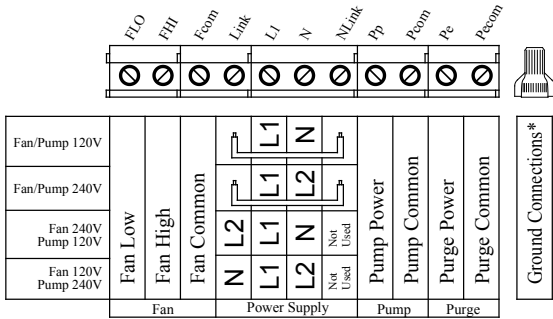 FLO FHI Fcom Link L1 N NLink Pp Pcom Pe Pecom
Fan/Pump 120V
Fan/Pump 240V
Fan 240V
Pump 120V
Fan 120V
Pump 240V
Fan Low
Fan High
Fan Common
L1 N
L1 L2
L2 L1 N Not
Used
N L1 L2 Not
Used
Pump Power
Pump Common
Purge Power
Purge Common
Ground Connections*
Fan Power Supply Pump Purge